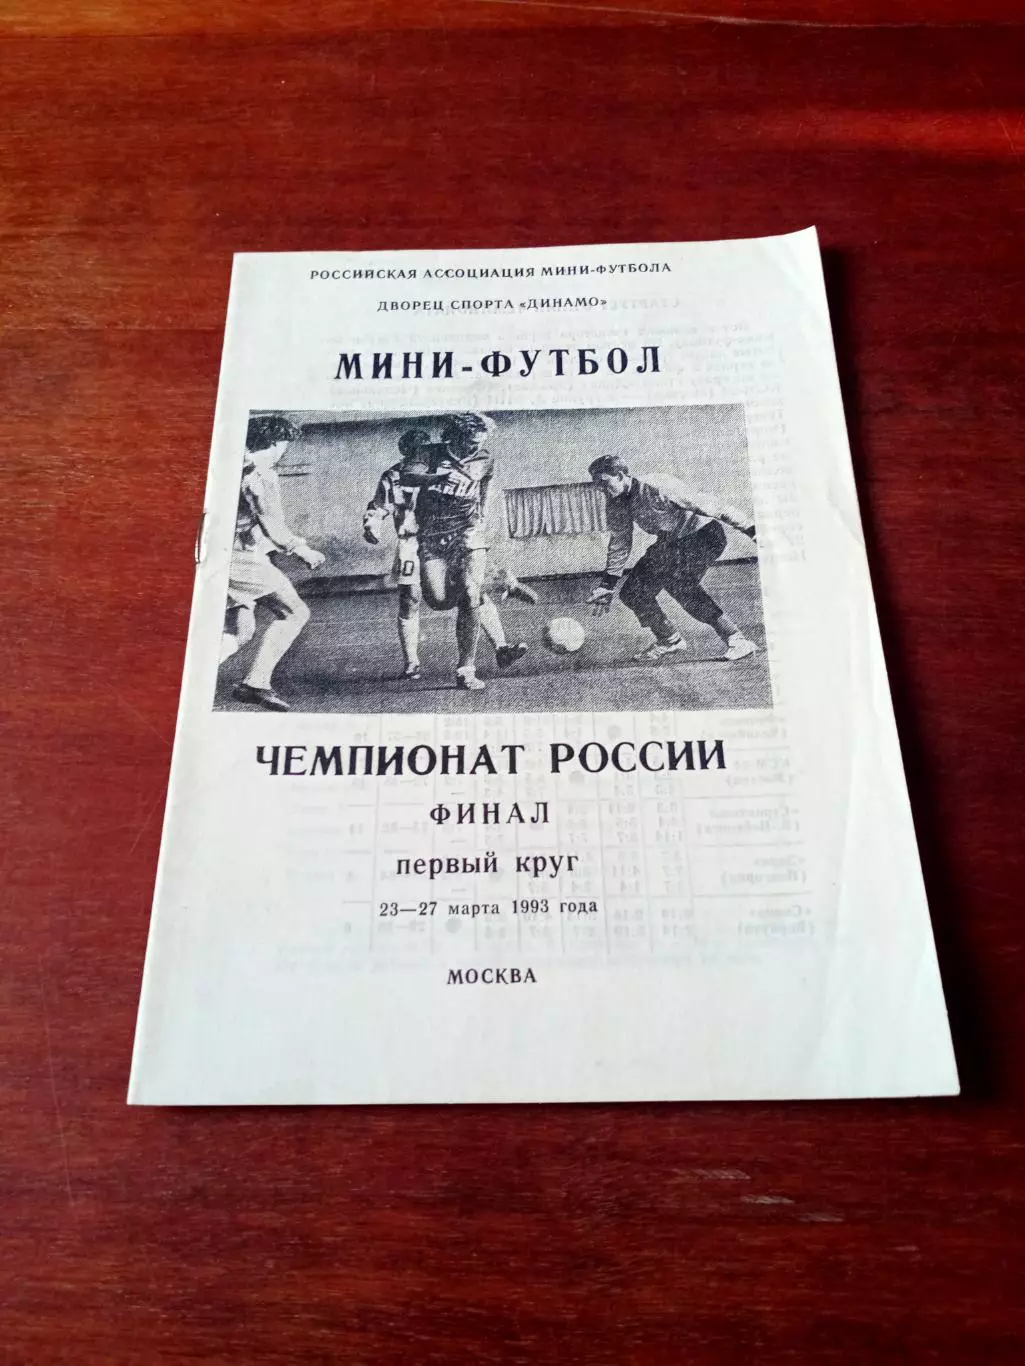 РОССИЙСКАЯ АССОЦИАЦИЯ МИНИ-ФУТБОЛА
ДВОРЕЦ СПОРТА «ДИНАМО»
МИНИ-ФУТБОЛ
ЧЕМПИОНАТ РОССИИ
ФИНАЛ
первый круг
23—27 марта 1993 года
МОСКВА